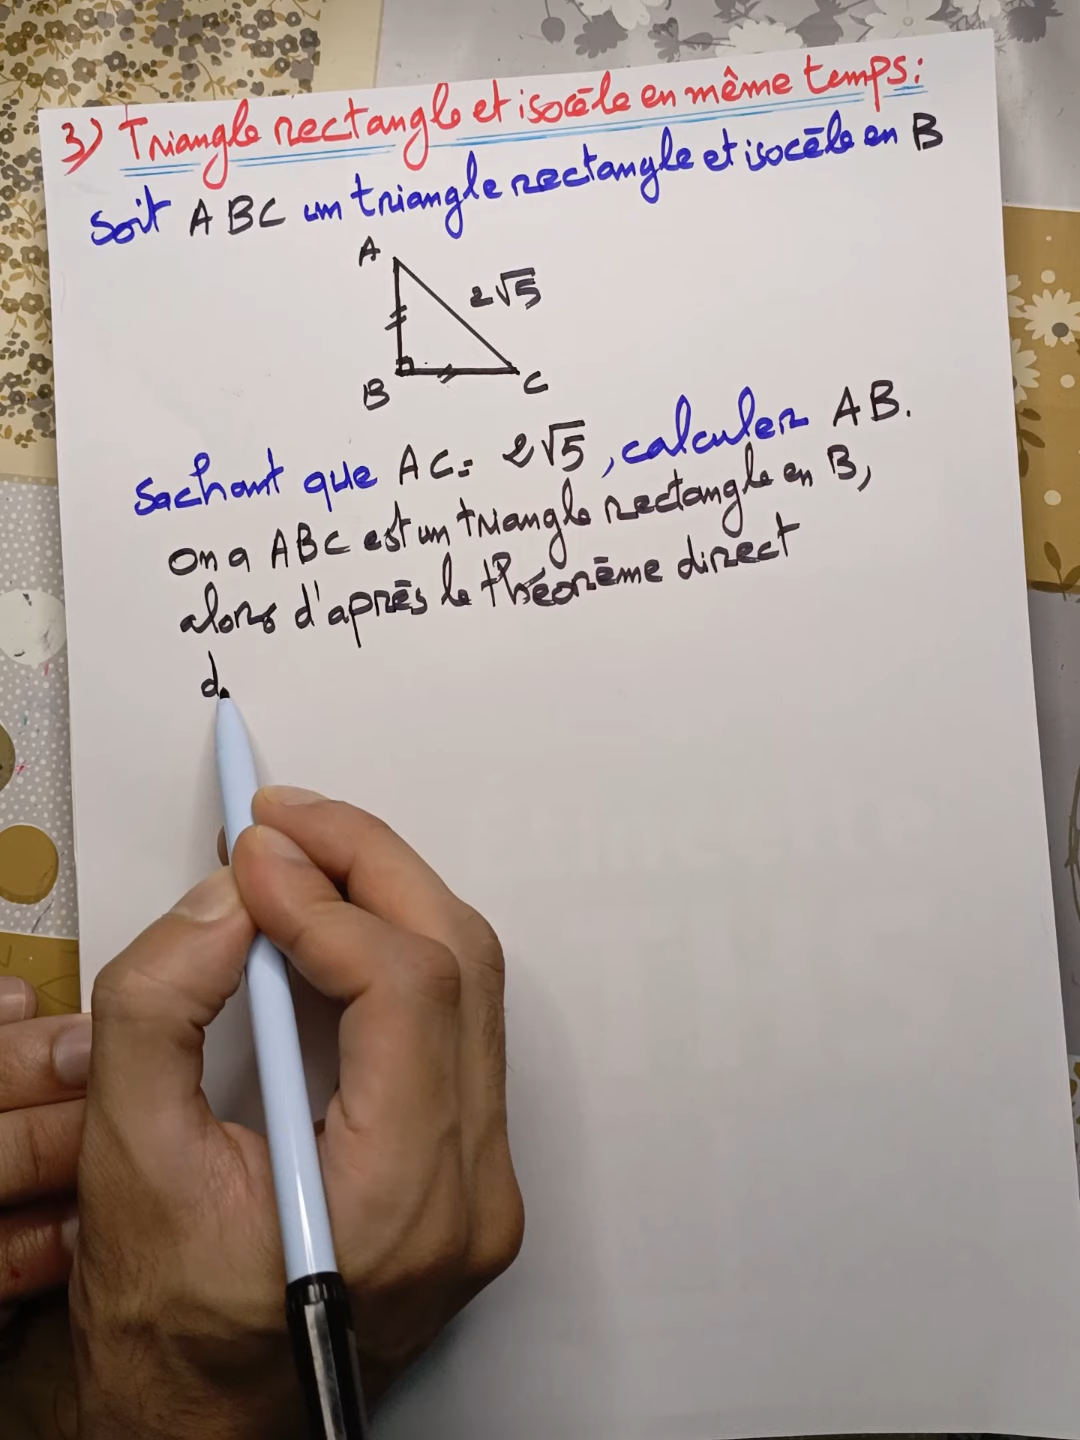 3) Triangle rectangle et isocèle en même temps:
Soit ABC un triangle rectangle et isocèle en B
A
2√5
B
C
Sachant que AC = 2√5, calculer AB.
on a ABC est un triangle rectangle en B,
alors d'après le théorème direct
d